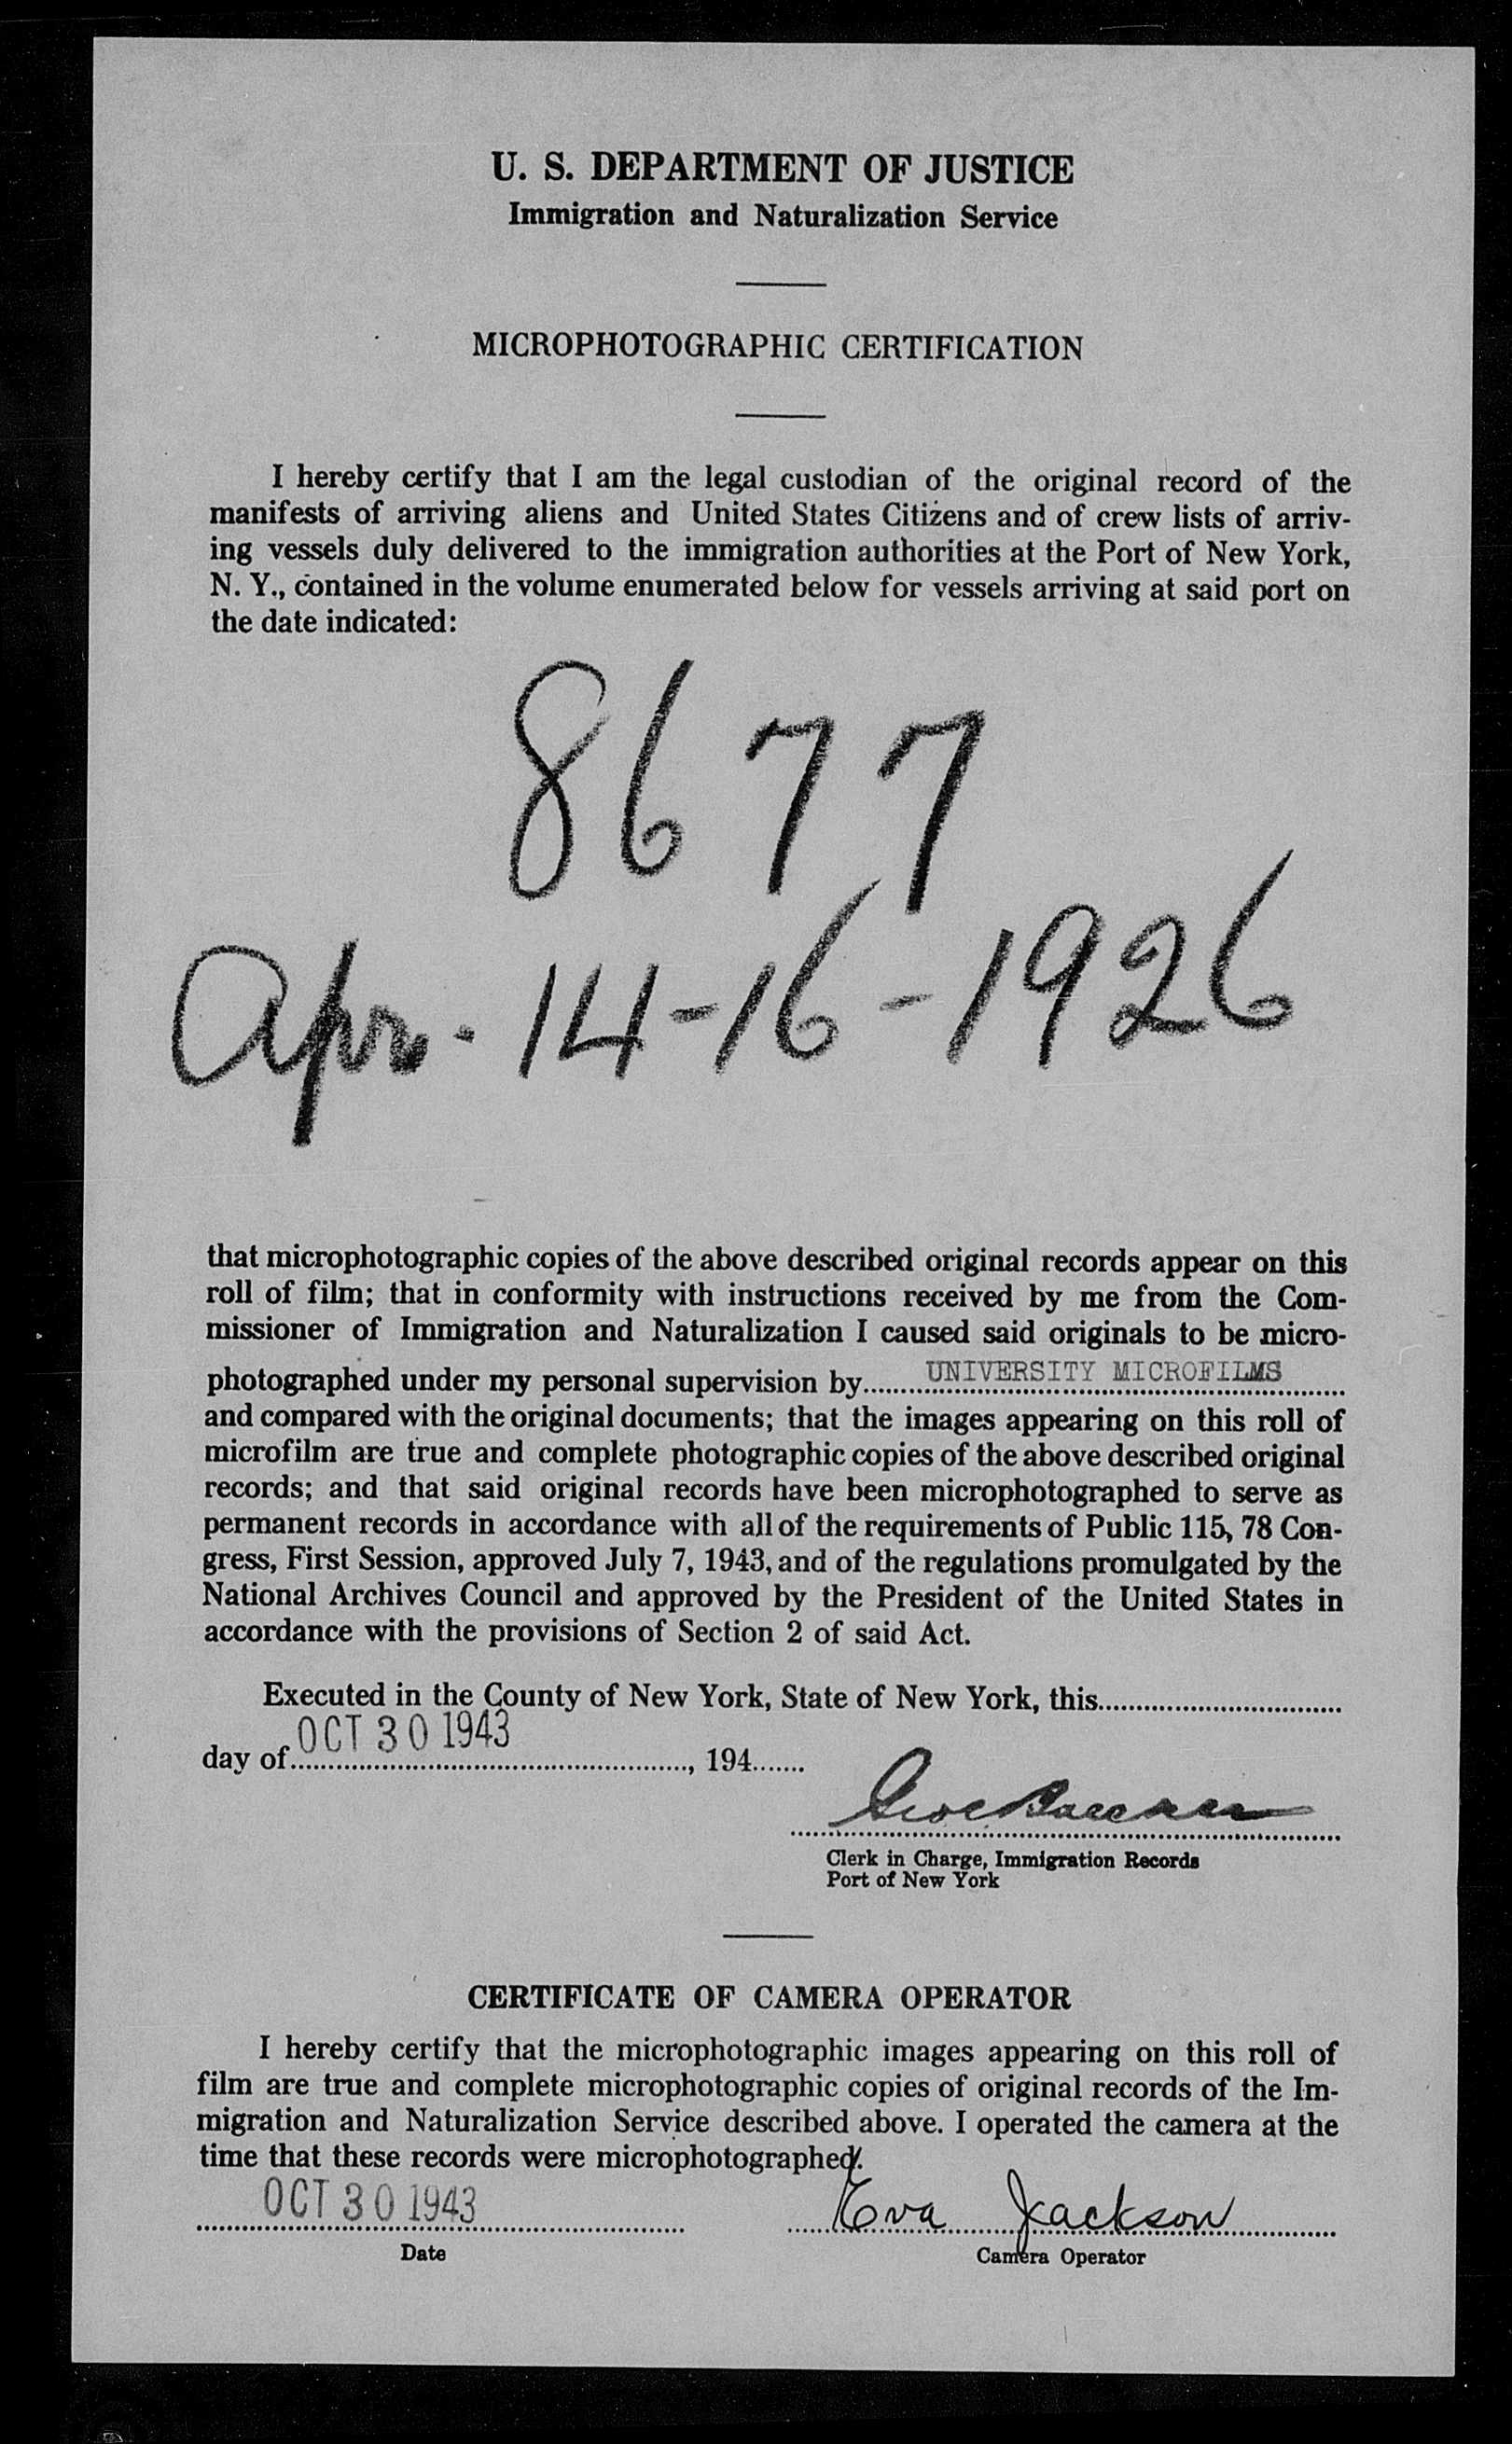 U. S. DEPARTMENT OF JUSTICE
Immigration and Naturalization Service
MICROPHOTOGRAPHIC CERTIFICATION
I hereby certify that I am the legal custodian of the original record of the
manifests of arriving aliens and United States Citizens and of crew lists of arriv-
ing vessels duly delivered to the immigration authorities at the Port of New York,
N. Y., contained in the volume enumerated below for vessels arriving at said port on
the date indicated:
8677
Apr. 14-16-1926
that microphotographic copies of the above described original records appear on this
roll of film; that in conformity with instructions received by me from the Com-
missioner of Immigration and Naturalization I caused said originals to be micro-
photographed under my personal supervision by UNIVERSITY MICROFILMS
and compared with the original documents; that the images appearing on this roll of
microfilm are true and complete photographic copies of the above described original
records; and that said original records have been microphotographed to serve as
permanent records in accordance with all of the requirements of Public 115, 78 Con-
gress, First Session, approved July 7, 1943, and of the regulations promulgated by the
National Archives Council and approved by the President of the United States in
accordance with the provisions of Section 2 of said Act.
Executed in the County of New York, State of New York, this
day of OCT 30 1943, 194
Clerk in Charge, Immigration Records
Port of New York
CERTIFICATE OF CAMERA OPERATOR
I hereby certify that the microphotographic images appearing on this roll of
film are true and complete microphotographic copies of original records of the Im-
migration and Naturalization Service described above. I operated the camera at the
time that these records were microphotographed.
OCT 30 1943 Eva Jackson
Date Camera Operator